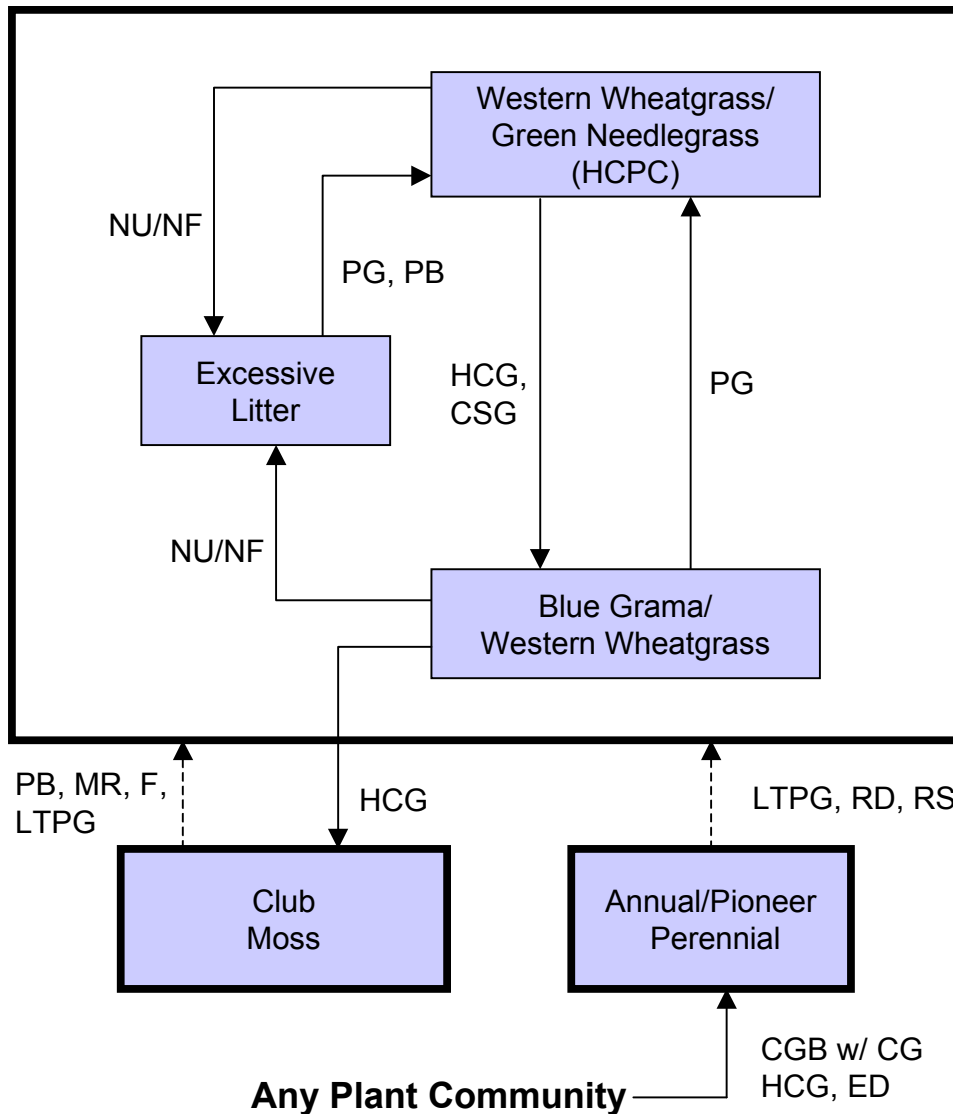 Western Wheatgrass/
Green Needlegrass
(HCPC)
NU/NF
PG, PB
Excessive
Litter
HCG,
CSG
PG
NU/NF
Blue Grama/
Western Wheatgrass
PB, MR, F,
LTPG
HCG
LTPG, RD, RS
Club
Moss
Annual/Pioneer
Perennial
CGB w/ CG
HCG, ED
Any Plant Community